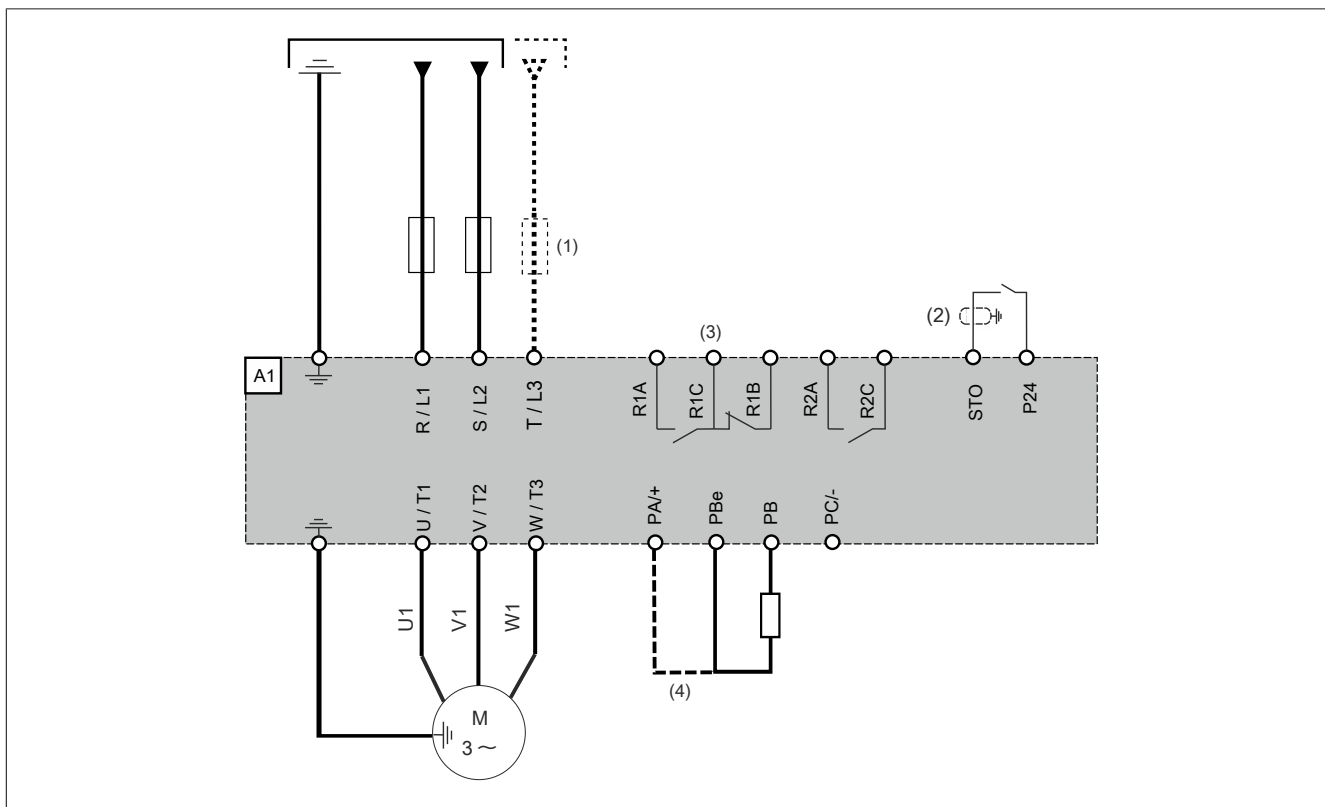 (1)
(2)
(3)
A1
R / L1
S / L2
T / L3
R1A
R1C
R1B
R2A
R2C
STO
P24
U / T1
V / T2
W / T3
PA/+
PBe
PB
PC/-
U1
V1
W1
(4)
M
3 ~